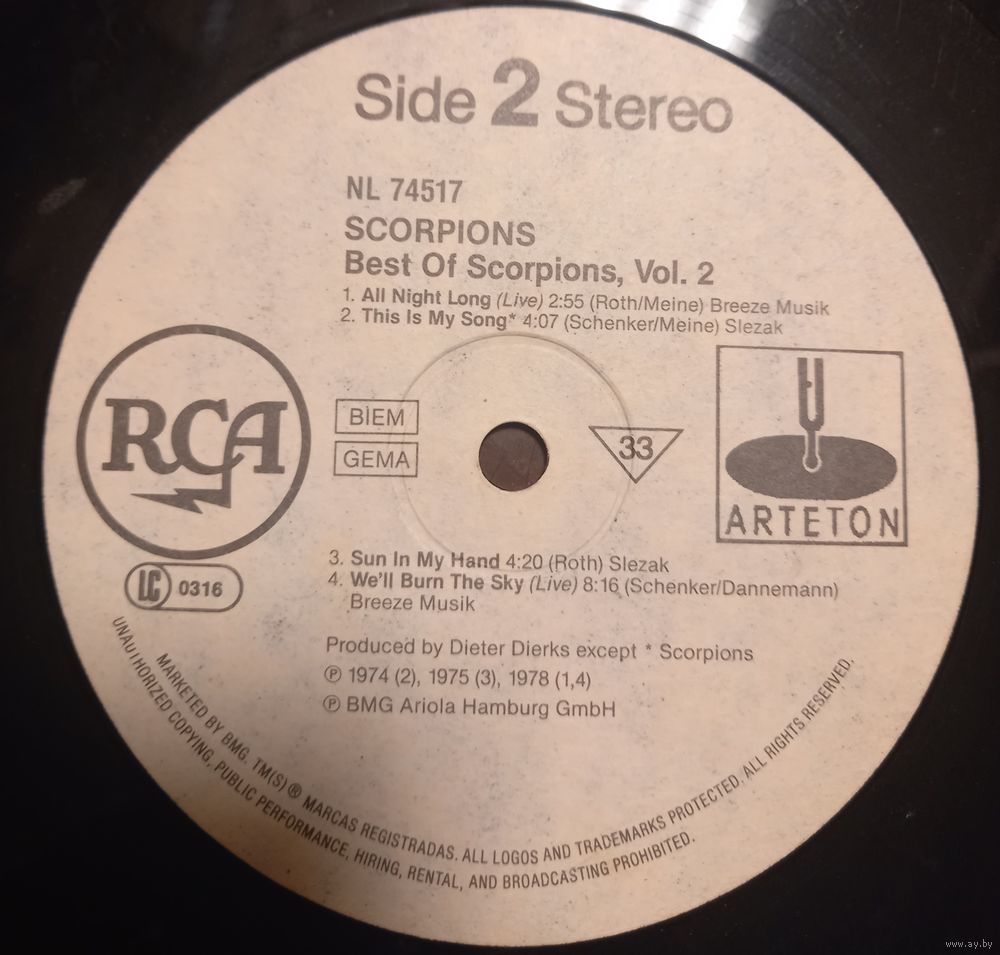 Side 2 Stereo
NL 74517
SCORPIONS
Best Of Scorpions, Vol. 2
1. All Night Long (Live) 2:55 (Roth/Meine) Breeze Musik
2. This Is My Song* 4:07 (Schenker/Meine) Slezak
RCA
BIEM
GEMA
33
ARTETON
LC 0316
3. Sun In My Hand 4:20 (Roth) Slezak
4. We'll Burn The Sky (Live) 8:16 (Schenker/Dannemann)
Breeze Musik
Produced by Dieter Dierks except * Scorpions
℗ 1974 (2), 1975 (3), 1978 (1,4)
℗ BMG Ariola Hamburg GmbH
MARKETED BY BMG. TM(S) ® MARCAS REGISTRADAS. ALL LOGOS AND TRADEMARKS PROTECTED. ALL RIGHTS RESERVED.
UNAUTHORIZED COPYING, PUBLIC PERFORMANCE, HIRING, RENTAL, AND BROADCASTING PROHIBITED.
www.ay.by